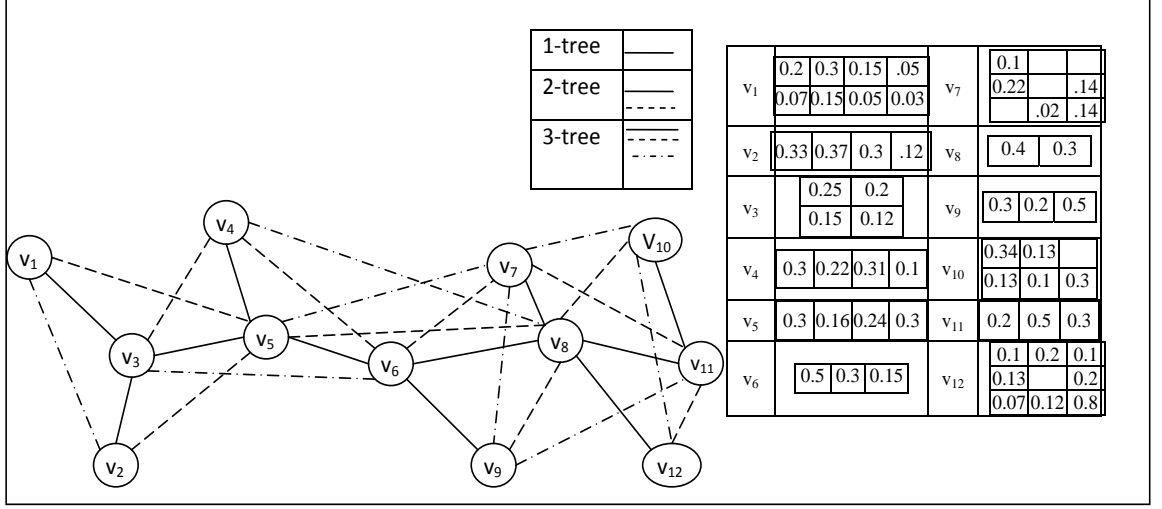 1-tree
2-tree
3-tree
v1 0.2 0.3 0.15 .05
0.07 0.15 0.05 0.03
v7 0.1
0.22 .14
.02 .14
v2 0.33 0.37 0.3 .12
v8 0.4 0.3
v3 0.25 0.2
0.15 0.12
v9 0.3 0.2 0.5
v4 0.3 0.22 0.31 0.1
v10 0.34 0.13
0.13 0.1 0.3
v5 0.3 0.16 0.24 0.3
v11 0.2 0.5 0.3
v6 0.5 0.3 0.15
v12 0.1 0.2 0.1
0.13 0.2
0.07 0.12 0.8
v4
v1
V10
v7
v5
v8
v3
v6
v11
v2
v9
v12